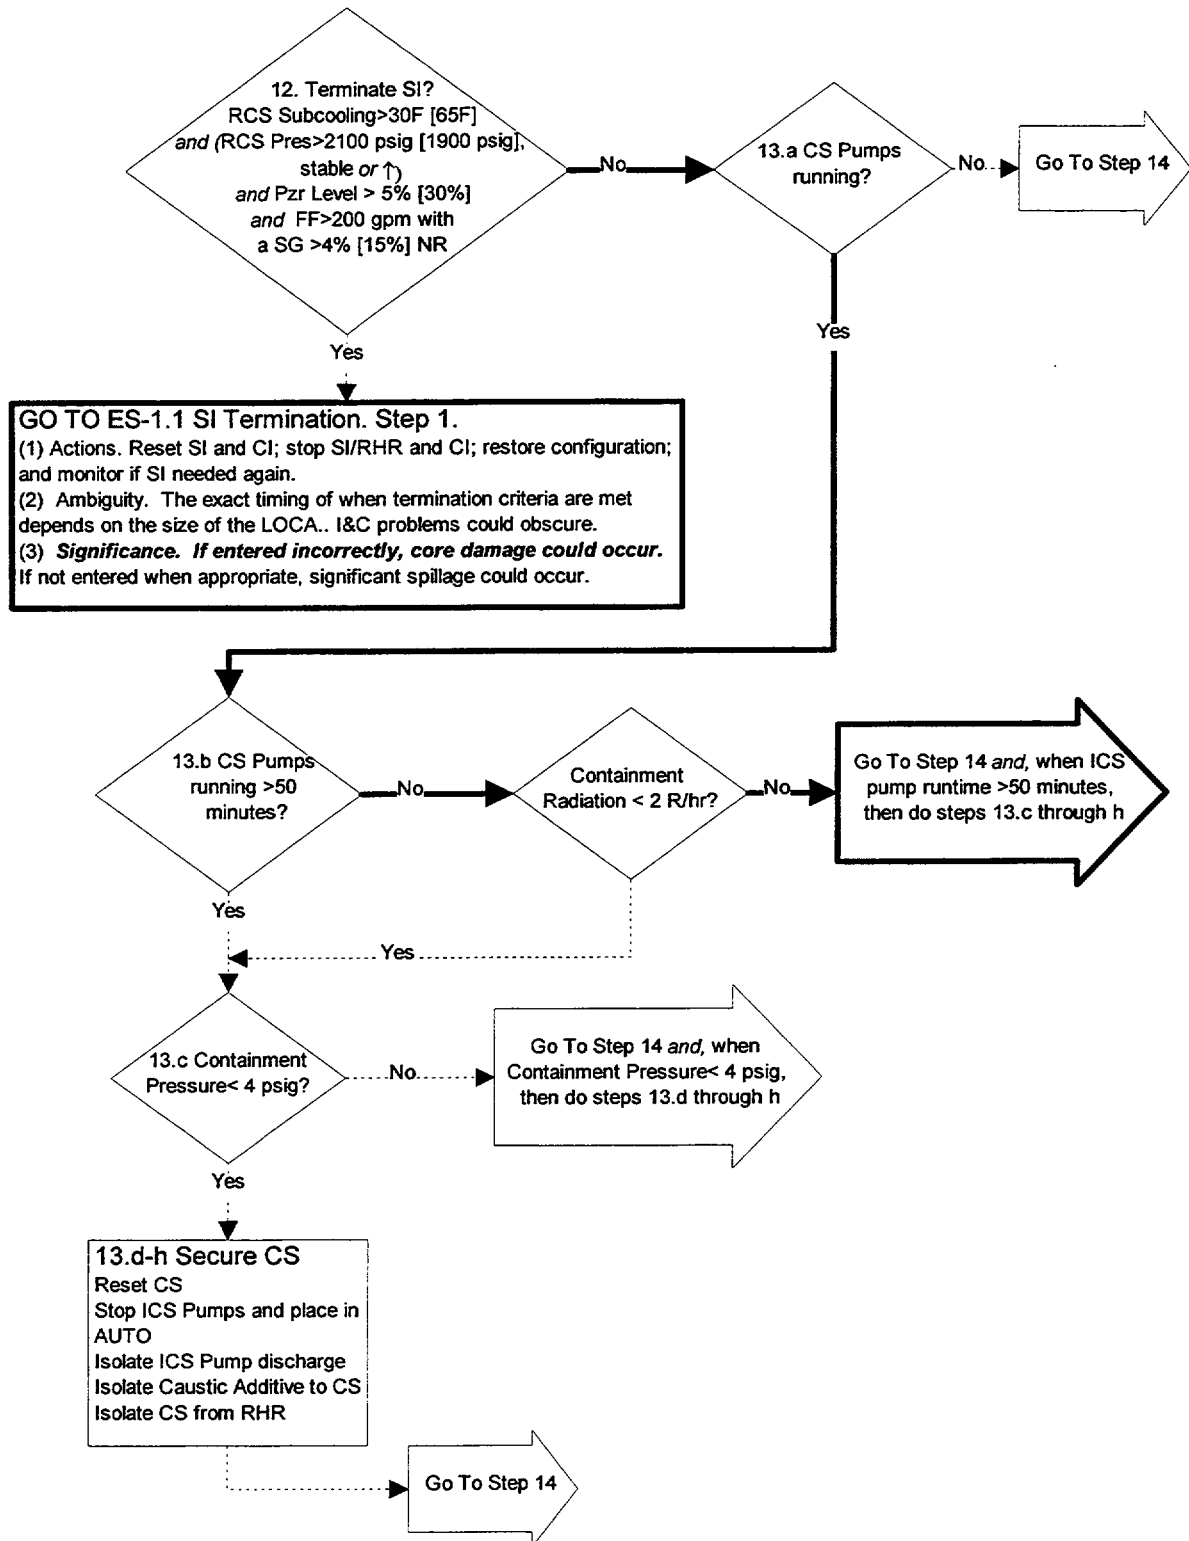 12. Terminate SI?
RCS Subcooling>30F [65F]
and (RCS Pres>2100 psig [1900 psig],
stable or ↑)
and Pzr Level > 5% [30%]
and FF>200 gpm with
a SG >4% [15%] NR
No
13.a CS Pumps
running?
No
Go To Step 14
Yes
Yes
GO TO ES-1.1 SI Termination. Step 1.
(1) Actions. Reset SI and CI; stop SI/RHR and CI; restore configuration;
and monitor if SI needed again.
(2) Ambiguity. The exact timing of when termination criteria are met
depends on the size of the LOCA.. I&C problems could obscure.
(3) Significance. If entered incorrectly, core damage could occur.
If not entered when appropriate, significant spillage could occur.
13.b CS Pumps
running >50
minutes?
No
Containment
Radiation < 2 R/hr?
No
Go To Step 14 and, when ICS
pump runtime >50 minutes,
then do steps 13.c through h
Yes
Yes
13.c Containment
Pressure< 4 psig?
No
Go To Step 14 and, when
Containment Pressure< 4 psig,
then do steps 13.d through h
Yes
13.d-h Secure CS
Reset CS
Stop ICS Pumps and place in
AUTO
Isolate ICS Pump discharge
Isolate Caustic Additive to CS
Isolate CS from RHR
Go To Step 14